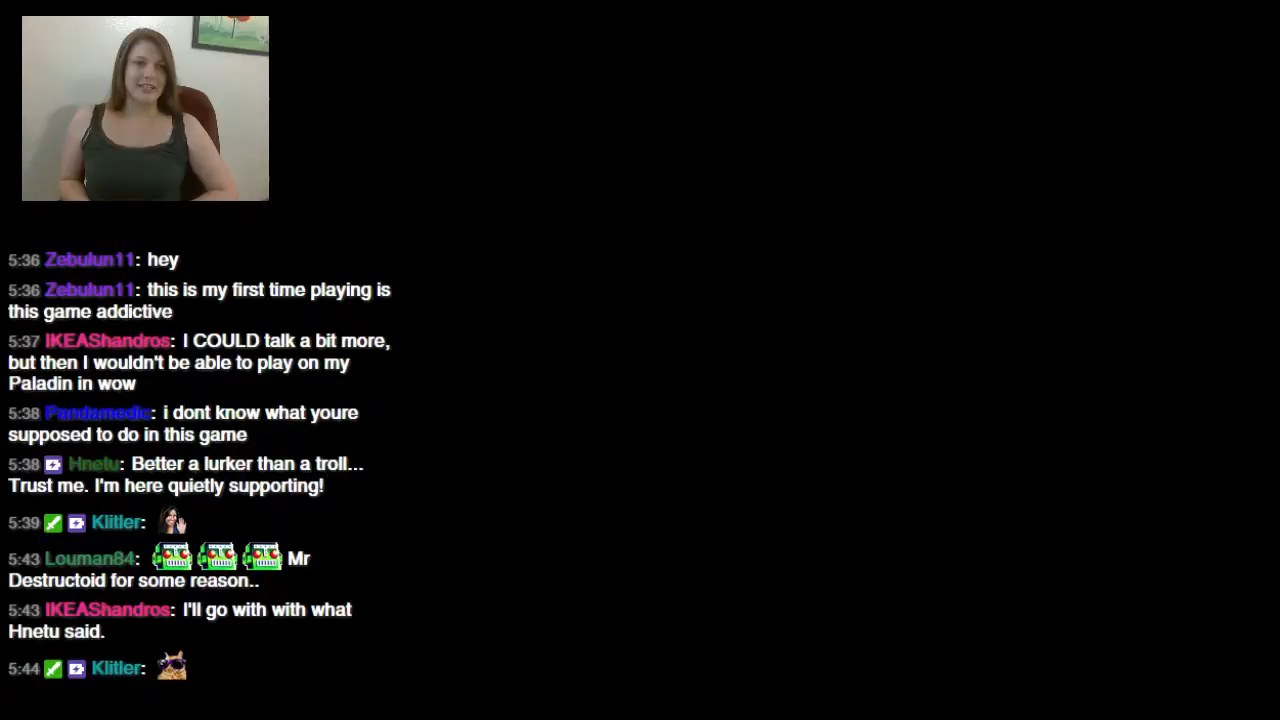 5:36 Zebulun11: hey
5:36 Zebulun11: this is my first time playing is
this game addictive
5:37 IKEAShandros: I COULD talk a bit more,
but then I wouldn't be able to play on my
Paladin in wow
5:38 Pandamedic: i dont know what youre
supposed to do in this game
5:38 Hnetu: Better a lurker than a troll...
Trust me. I'm here quietly supporting!
5:39 Klitler:
5:43 Louman84: Mr
Destructoid for some reason..
5:43 IKEAShandros: I'll go with with what
Hnetu said.
5:44 Klitler: